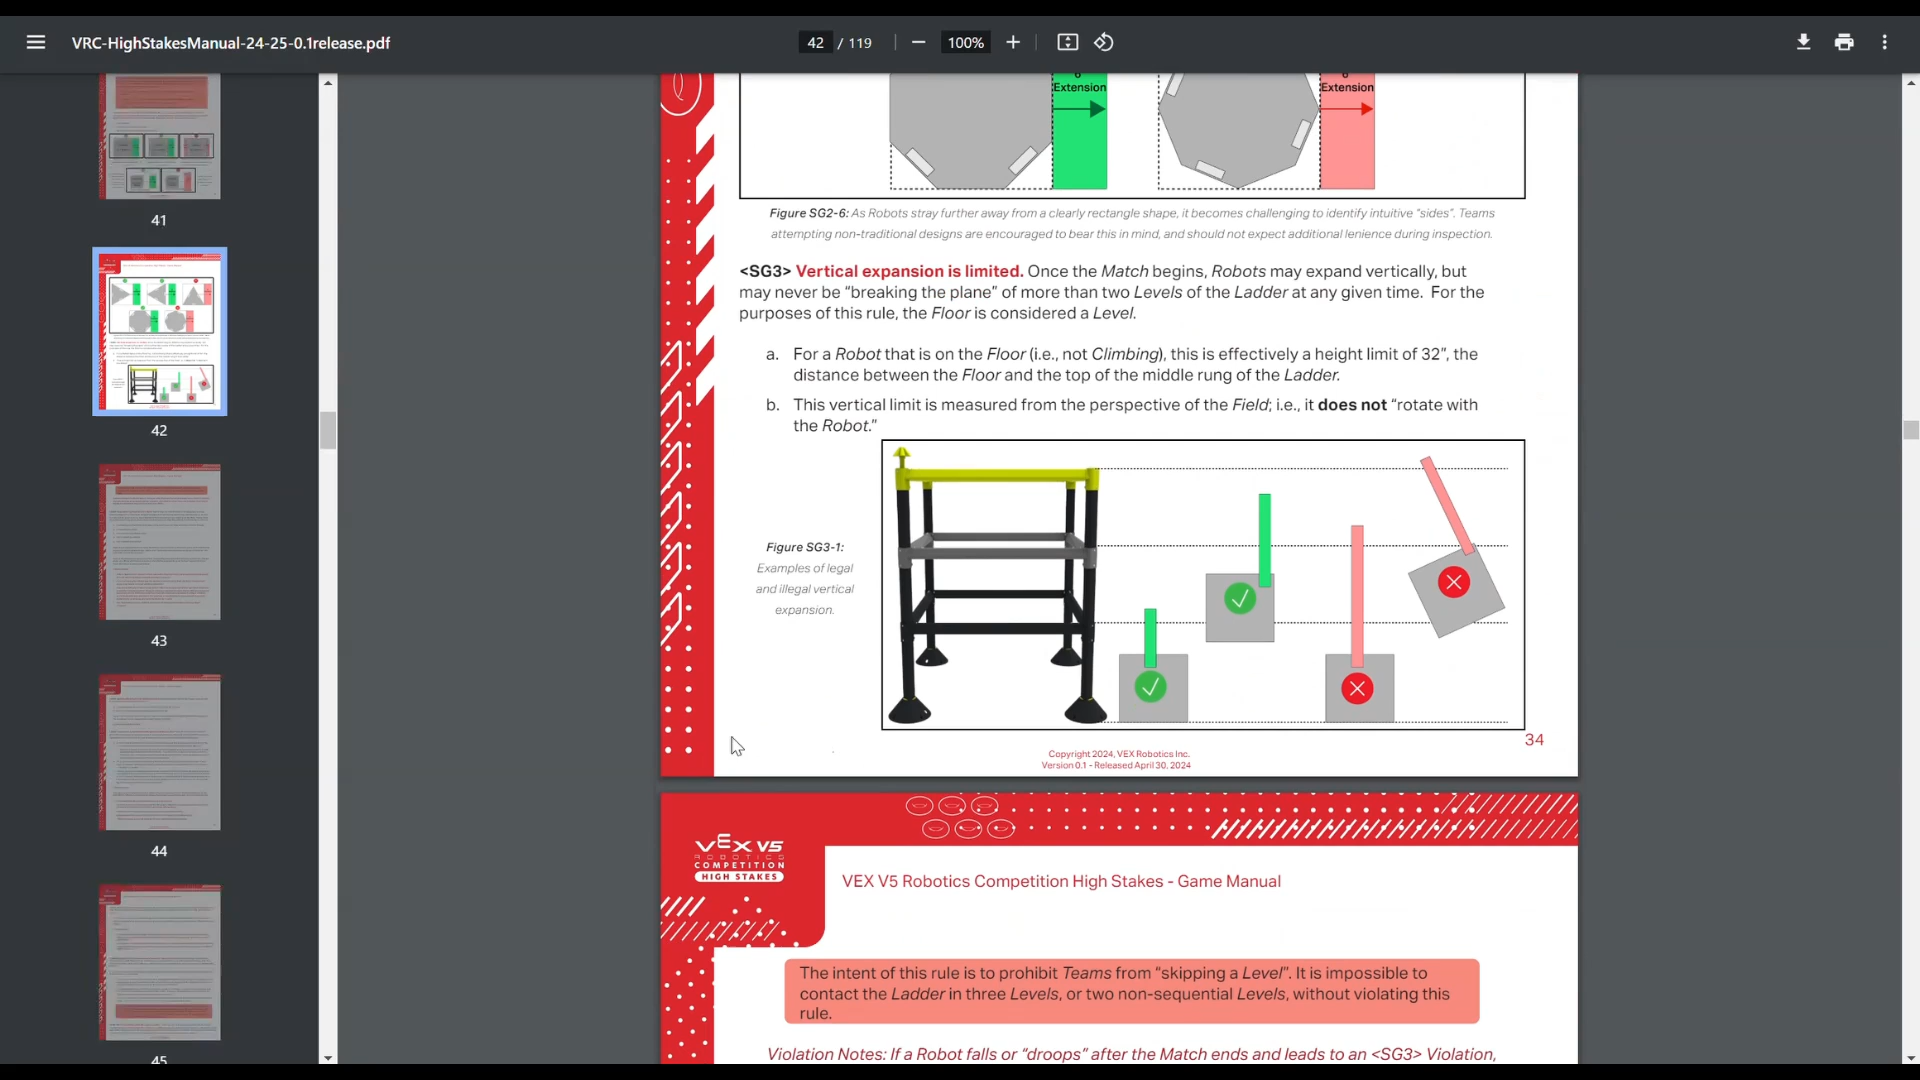 VRC-HighStakesManual-24-25-0.1release.pdf
42 / 119
100%
41
42
43
44
45
Extension
Extension
Figure SG2-6: As Robots stray further away from a clearly rectangle shape, it becomes challenging to identify intuitive “sides”. Teams
attempting non-traditional designs are encouraged to bear this in mind, and should not expect additional lenience during inspection.
<SG3> Vertical expansion is limited. Once the Match begins, Robots may expand vertically, but
may never be “breaking the plane” of more than two Levels of the Ladder at any given time. For the
purposes of this rule, the Floor is considered a Level.
a. For a Robot that is on the Floor (i.e., not Climbing), this is effectively a height limit of 32”, the
distance between the Floor and the top of the middle rung of the Ladder.
b. This vertical limit is measured from the perspective of the Field; i.e., it does not “rotate with
the Robot.”
Figure SG3-1:
Examples of legal
and illegal vertical
expansion.
34
Copyright 2024, VEX Robotics Inc.
Version 0.1 - Released April 30, 2024
VEX V5
ROBOTICS
COMPETITION
HIGH STAKES
VEX V5 Robotics Competition High Stakes - Game Manual
The intent of this rule is to prohibit Teams from “skipping a Level”. It is impossible to
contact the Ladder in three Levels, or two non-sequential Levels, without violating this
rule.
Violation Notes: If a Robot falls or “droops” after the Match ends and leads to an <SG3> Violation,